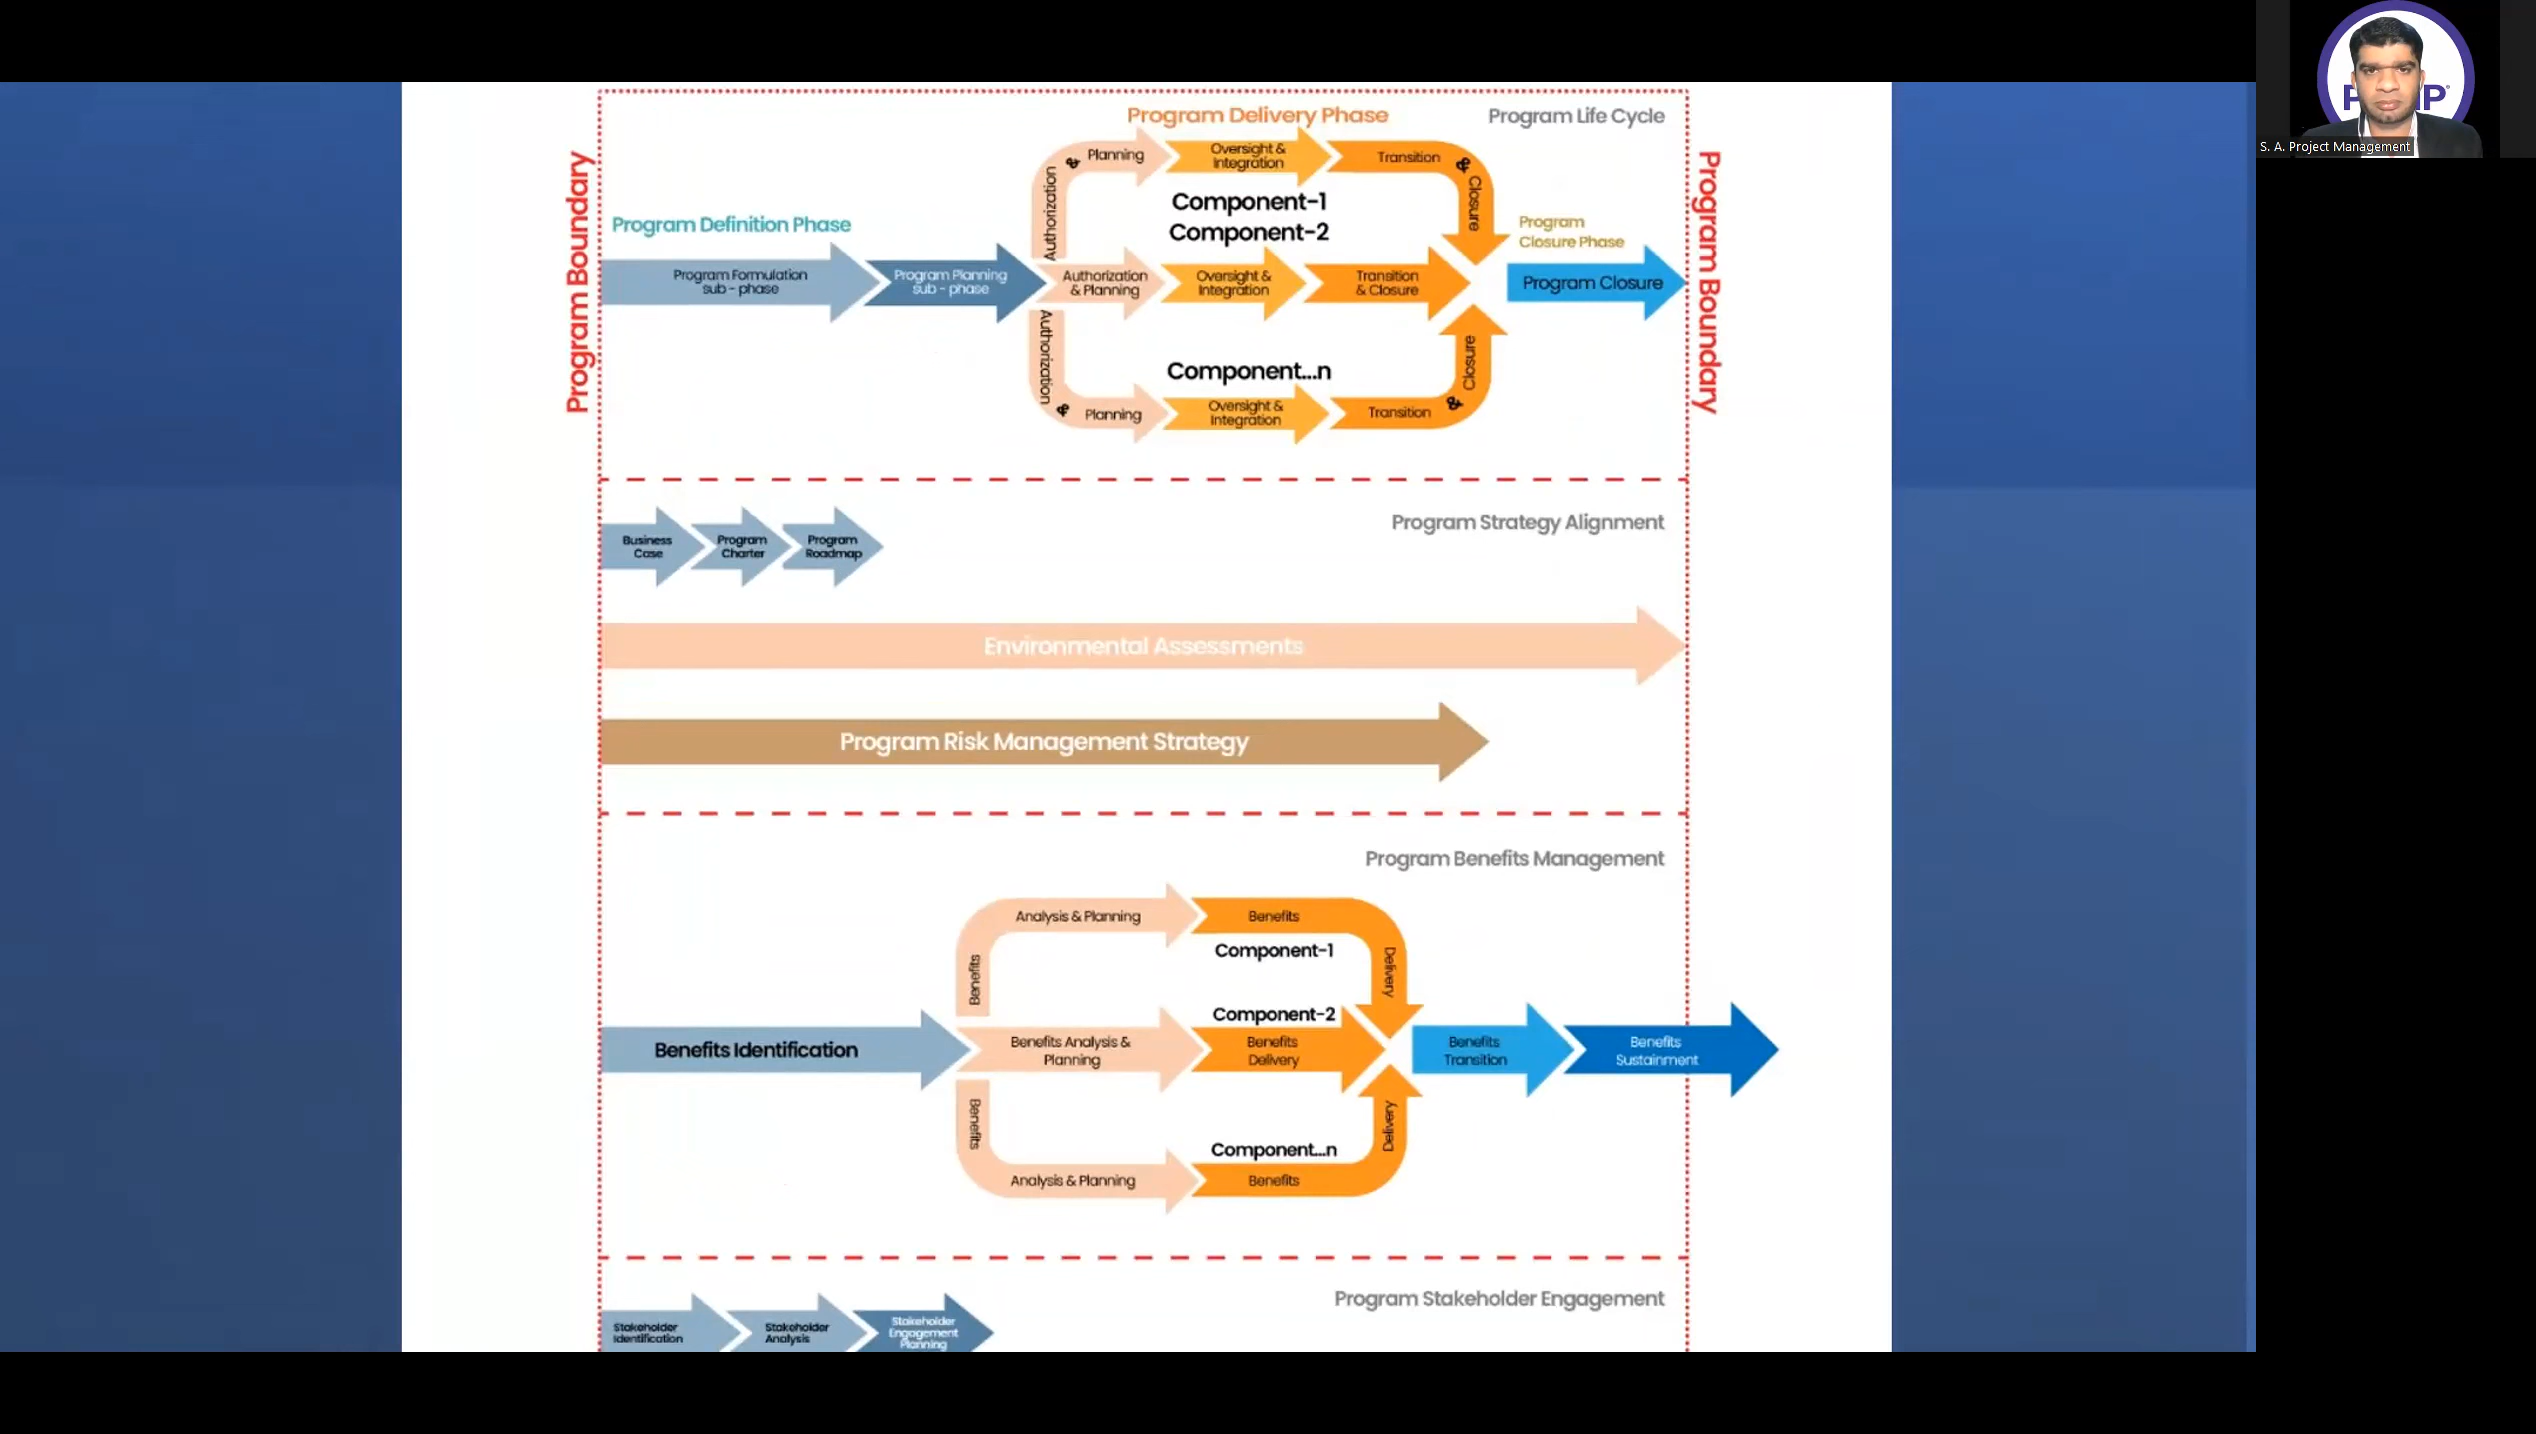 Program Delivery Phase
Program Life Cycle
Program Boundary
Program Boundary
Authorization & Planning
Oversight &
Integration
Transition & Closure
Component-1
Component-2
Program Definition Phase
Program
Closure Phase
Program Formulation
sub - phase
Program Planning
sub - phase
Authorization
& Planning
Oversight &
Integration
Transition
& Closure
Program Closure
Component...n
Authorization & Planning
Oversight &
Integration
Transition & Closure
Program Strategy Alignment
Business
Case
Program
Charter
Program
Roadmap
Environmental Assessments
Program Risk Management Strategy
Program Benefits Management
Benefits Analysis & Planning
Benefits Delivery
Component-1
Component-2
Benefits Identification
Benefits Analysis &
Planning
Benefits
Delivery
Benefits
Transition
Benefits
Sustainment
Component...n
Benefits Analysis & Planning
Benefits Delivery
Program Stakeholder Engagement
Stakeholder
Identification
Stakeholder
Analysis
Stakeholder
Engagement
Planning
S. A. Project Management